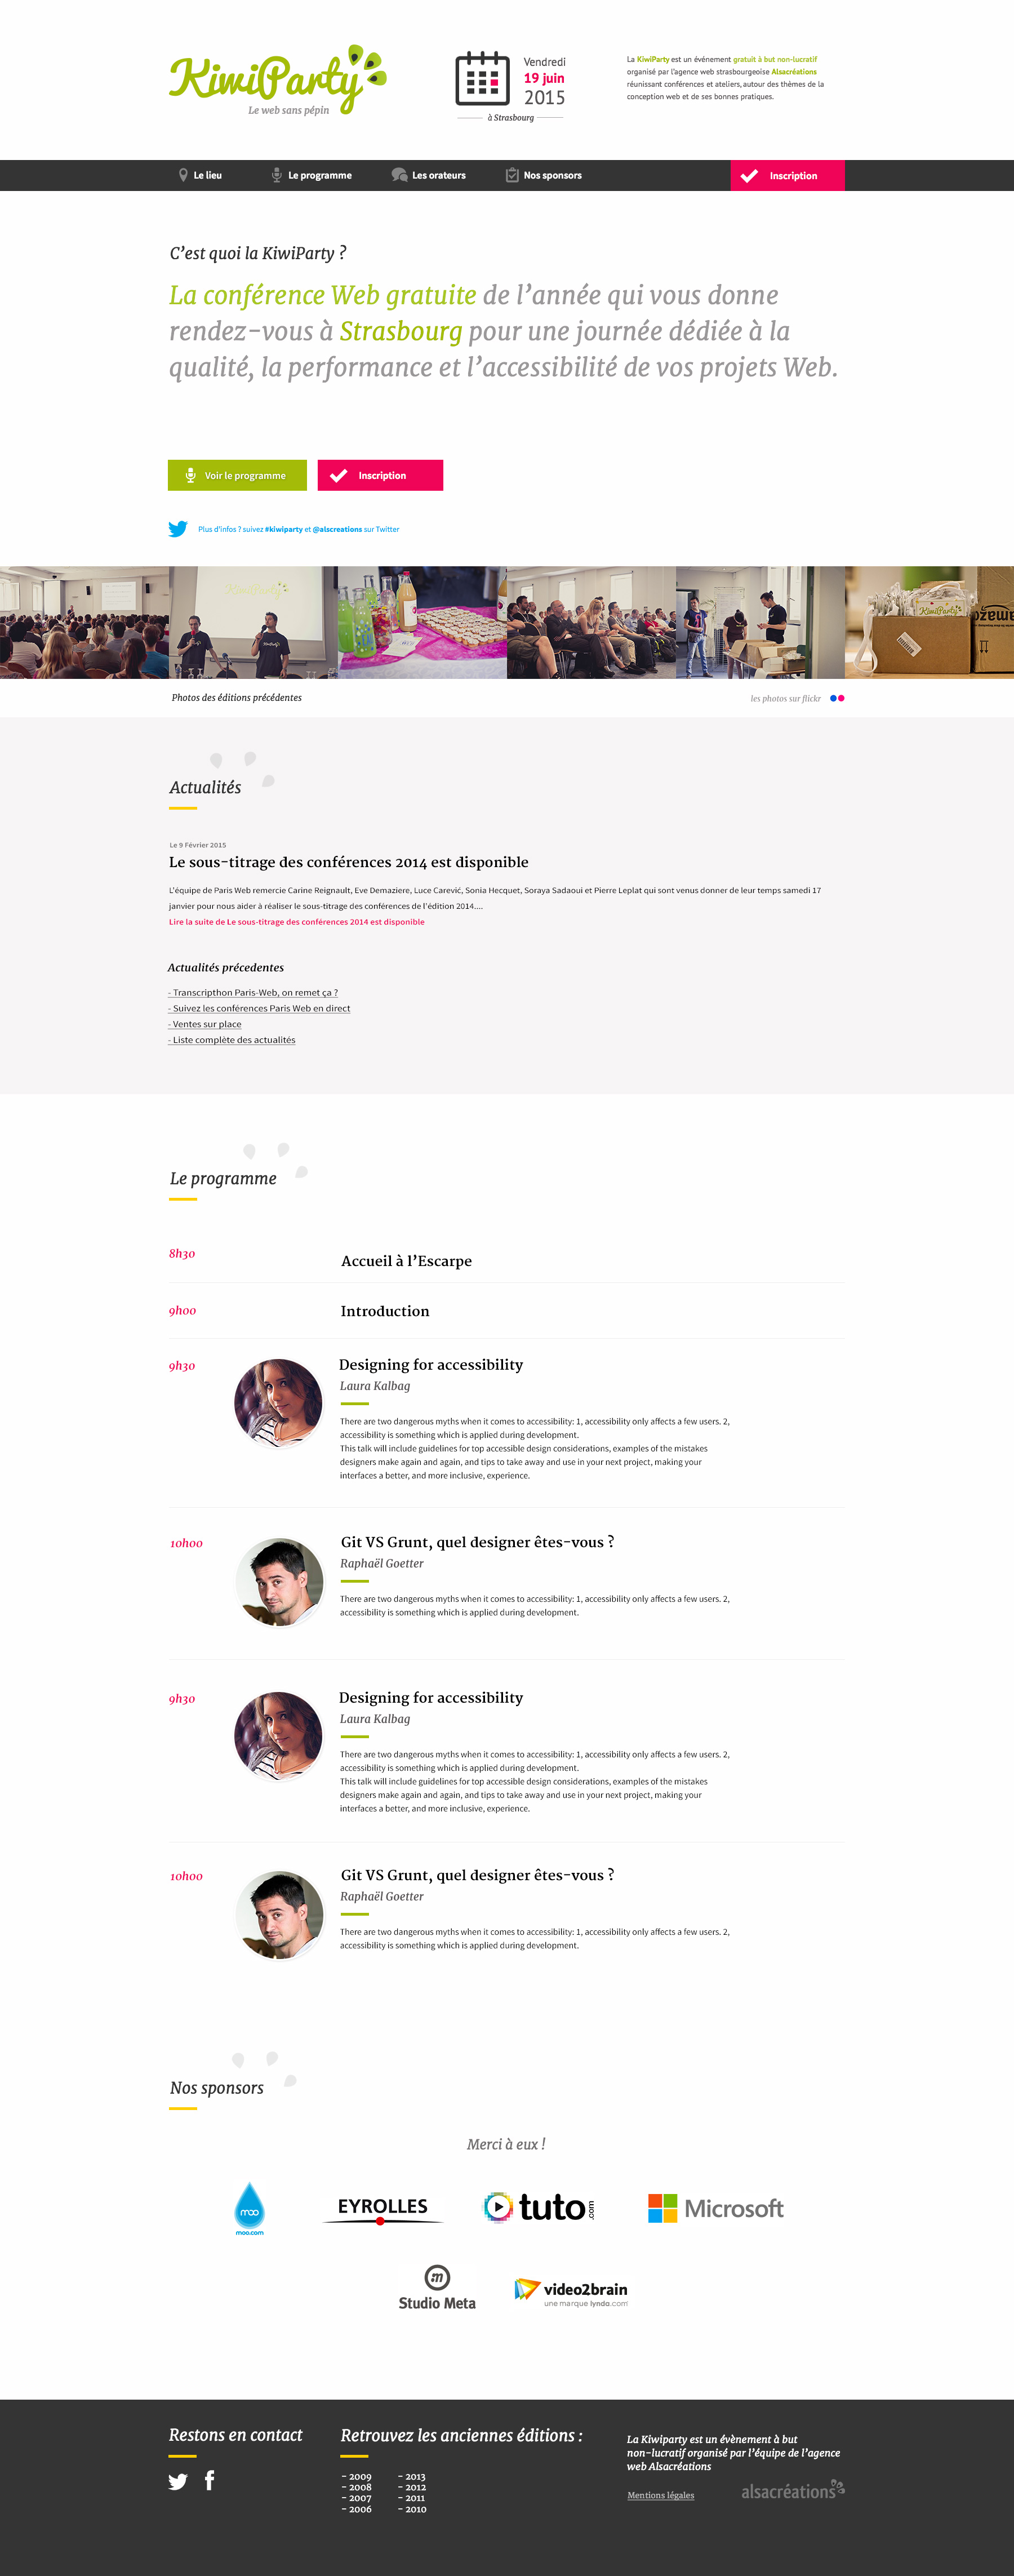 KiwiParty
Le web sans pépin
Vendredi
19 juin
2015
à Strasbourg
La KiwiParty est un événement gratuit à but non-lucratif
organisé par l'agence web strasbourgeoise Alsacréations
réunissant conférences et ateliers, autour des thèmes de la
conception web et de ses bonnes pratiques.
Le lieu
Le programme
Les orateurs
Nos sponsors
Inscription
C'est quoi la KiwiParty ?
La conférence Web gratuite de l'année qui vous donne
rendez-vous à Strasbourg pour une journée dédiée à la
qualité, la performance et l'accessibilité de vos projets Web.
Voir le programme
Inscription
Plus d'infos ? suivez #kiwiparty et @alscreations sur Twitter
KiwiParty
KiwiParty
Photos des éditions précédentes
les photos sur flickr
Actualités
Le 9 Février 2015
Le sous-titrage des conférences 2014 est disponible
L'équipe de Paris Web remercie Carine Reignault, Eve Demaziere, Luce Carević, Sonia Hecquet, Soraya Sadaoui et Pierre Leplat qui sont venus donner de leur temps samedi 17
janvier pour nous aider à réaliser le sous-titrage des conférences de l'édition 2014....
Lire la suite de Le sous-titrage des conférences 2014 est disponible
Actualités précedentes
- Transcripthon Paris-Web, on remet ça ?
- Suivez les conférences Paris Web en direct
- Ventes sur place
- Liste complète des actualités
Le programme
8h30
Accueil à l'Escarpe
9h00
Introduction
9h30
Designing for accessibility
Laura Kalbag
There are two dangerous myths when it comes to accessibility: 1, accessibility only affects a few users. 2,
accessibility is something which is applied during development.
This talk will include guidelines for top accessible design considerations, examples of the mistakes
designers make again and again, and tips to take away and use in your next project, making your
interfaces a better, and more inclusive, experience.
10h00
Git VS Grunt, quel designer êtes-vous ?
Raphaël Goetter
There are two dangerous myths when it comes to accessibility: 1, accessibility only affects a few users. 2,
accessibility is something which is applied during development.
9h30
Designing for accessibility
Laura Kalbag
There are two dangerous myths when it comes to accessibility: 1, accessibility only affects a few users. 2,
accessibility is something which is applied during development.
This talk will include guidelines for top accessible design considerations, examples of the mistakes
designers make again and again, and tips to take away and use in your next project, making your
interfaces a better, and more inclusive, experience.
10h00
Git VS Grunt, quel designer êtes-vous ?
Raphaël Goetter
There are two dangerous myths when it comes to accessibility: 1, accessibility only affects a few users. 2,
accessibility is something which is applied during development.
Nos sponsors
Merci à eux !
moo
moo.com
EYROLLES
tuto.com
Microsoft
m
Studio Meta
video2brain
une marque lynda.com
Restons en contact
Retrouvez les anciennes éditions :
- 2009
- 2008
- 2007
- 2006
- 2013
- 2012
- 2011
- 2010
La Kiwiparty est un évènement à but
non-lucratif organisé par l'équipe de l'agence
web Alsacréations
Mentions légales
alsacréations